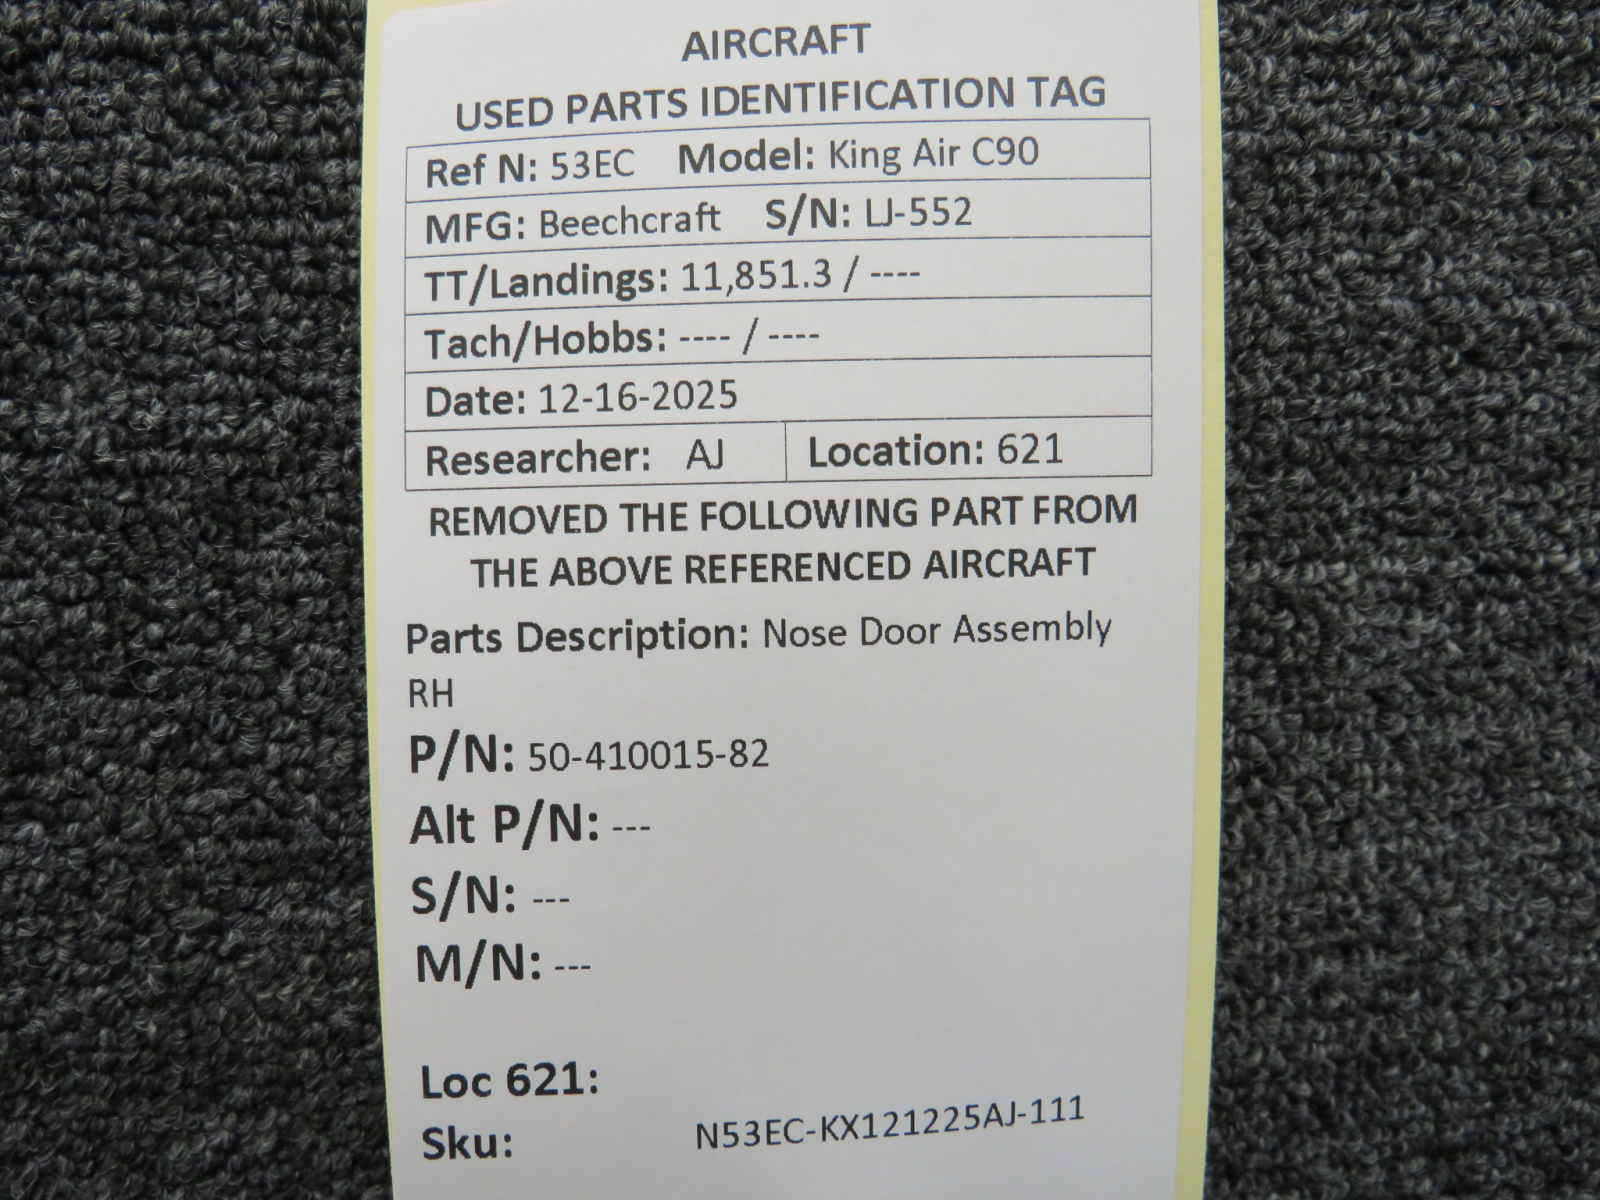 AIRCRAFT
USED PARTS IDENTIFICATION TAG
Ref N: 53EC Model: King Air C90
MFG: Beechcraft S/N: LJ-552
TT/Landings: 11,851.3 / ----
Tach/Hobbs: ---- / ----
Date: 12-16-2025
Researcher: AJ Location: 621
REMOVED THE FOLLOWING PART FROM
THE ABOVE REFERENCED AIRCRAFT
Parts Description: Nose Door Assembly
RH
P/N: 50-410015-82
Alt P/N: ---
S/N: ---
M/N: ---
Loc 621:
Sku: N53EC-KX121225AJ-111